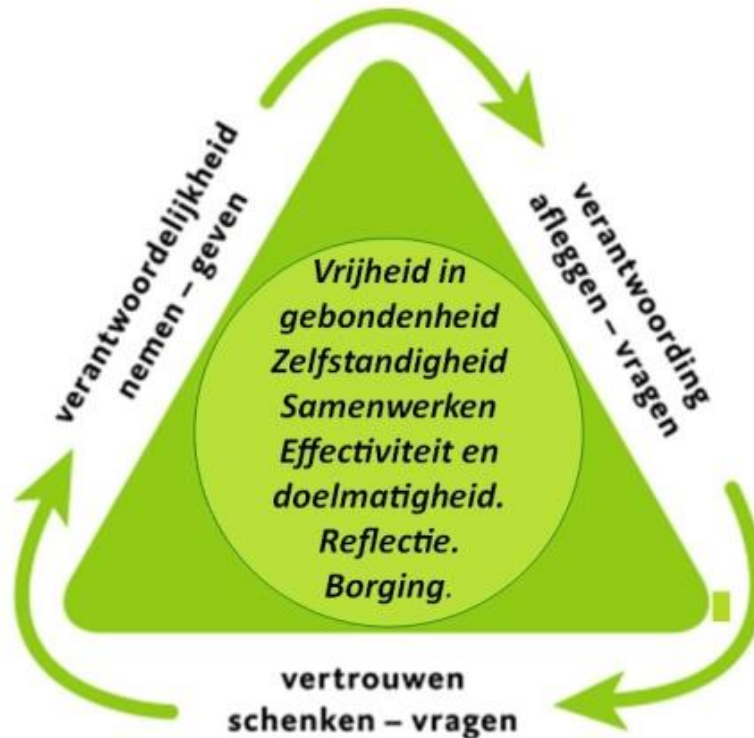 verantwoordelijkheid
nemen – geven
verantwoording
afleggen – vragen
Vrijheid in
gebondenheid
Zelfstandigheid
Samenwerken
Effectiviteit en
doelmatigheid.
Reflectie.
Borging.
vertrouwen
schenken – vragen